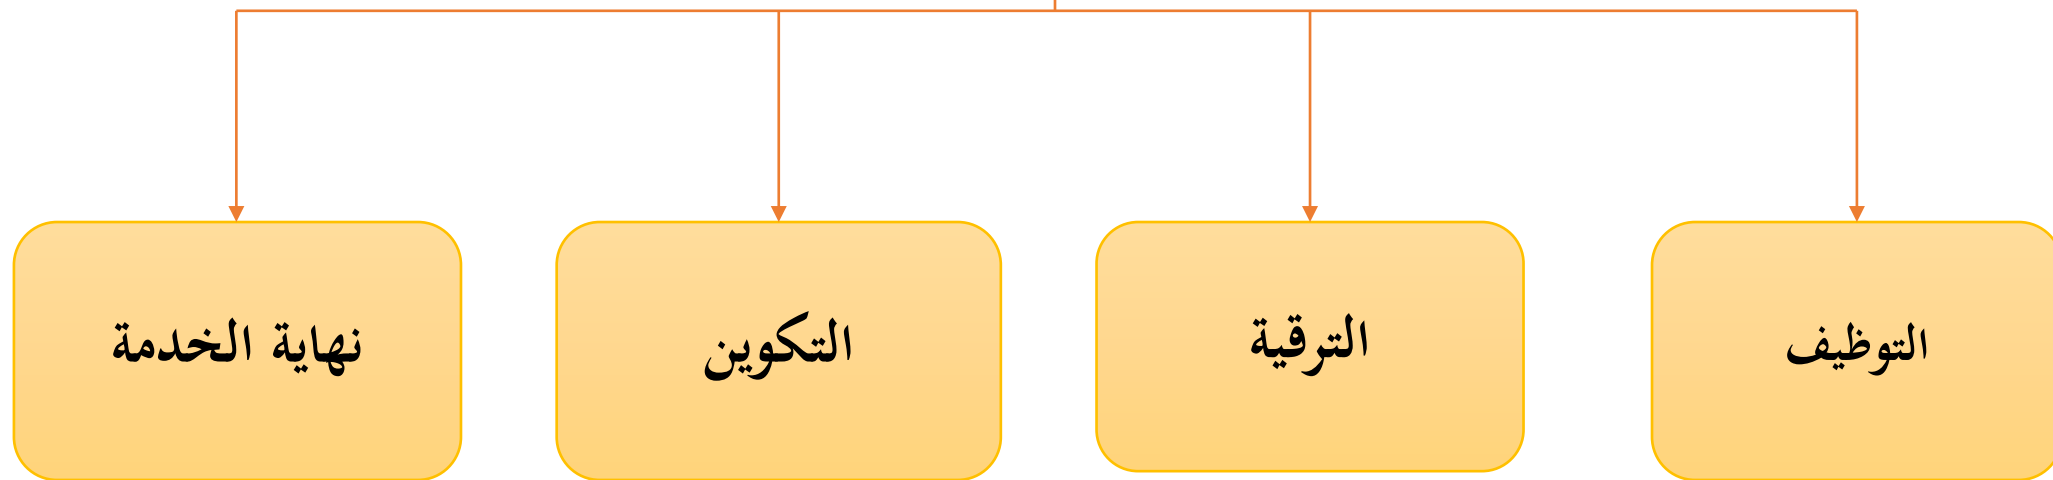 التوظيف
الترقية
التكوين
نهاية الخدمة